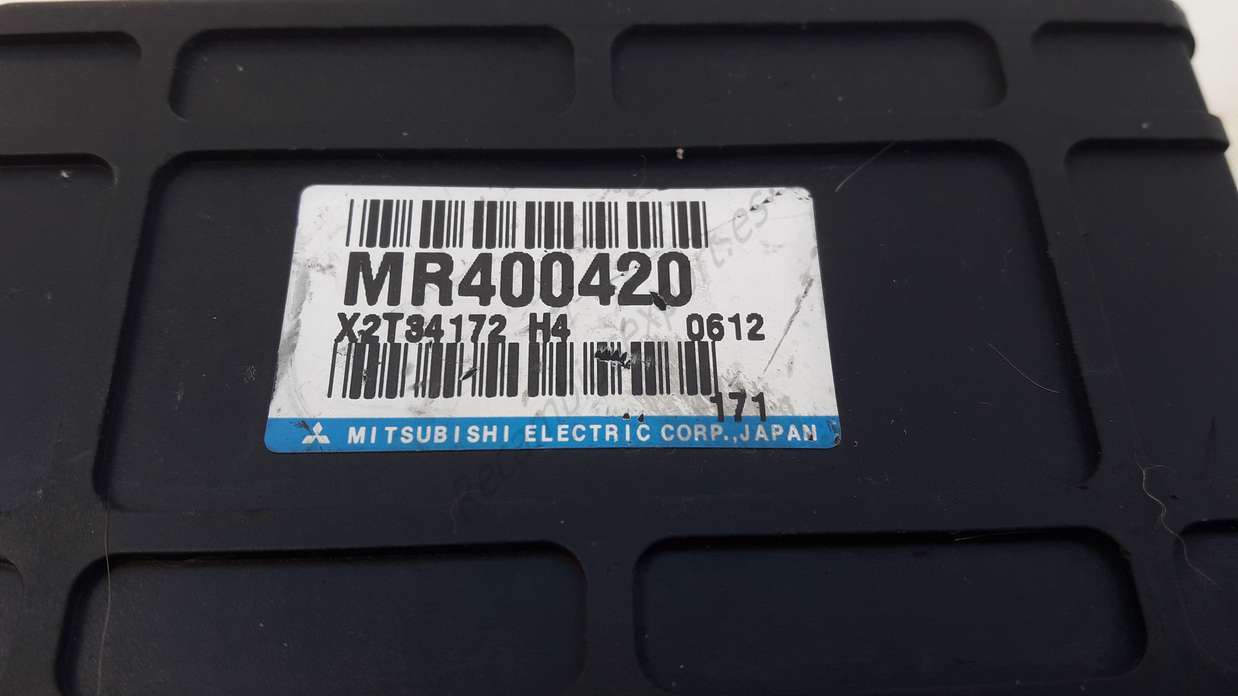 MR400420
X2T34172 H4 0612
171
MITSUBISHI ELECTRIC CORP.,JAPAN